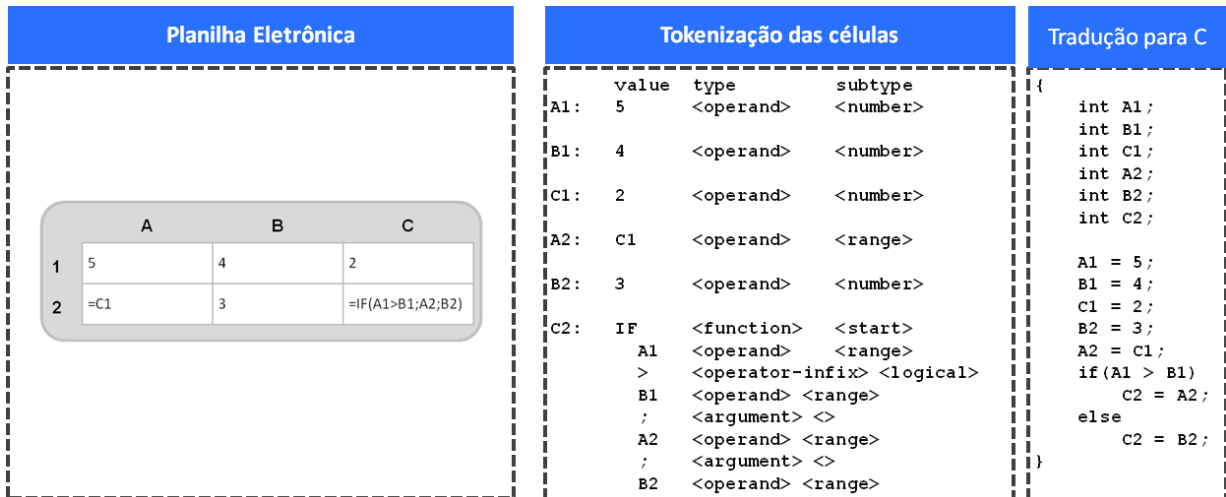 Planilha Eletrônica
A B C
1 5 4 2
2 =C1 3 =IF(A1>B1;A2;B2)
Tokenização das células
value type subtype
A1: 5 <operand> <number>
B1: 4 <operand> <number>
C1: 2 <operand> <number>
A2: C1 <operand> <range>
B2: 3 <operand> <number>
C2: IF <function> <start>
A1 <operand> <range>
> <operator-infix> <logical>
B1 <operand> <range>
; <argument> <>
A2 <operand> <range>
; <argument> <>
B2 <operand> <range>
Tradução para C
{
int A1;
int B1;
int C1;
int A2;
int B2;
int C2;
A1 = 5;
B1 = 4;
C1 = 2;
B2 = 3;
A2 = C1;
if(A1 > B1)
C2 = A2;
else
C2 = B2;
}